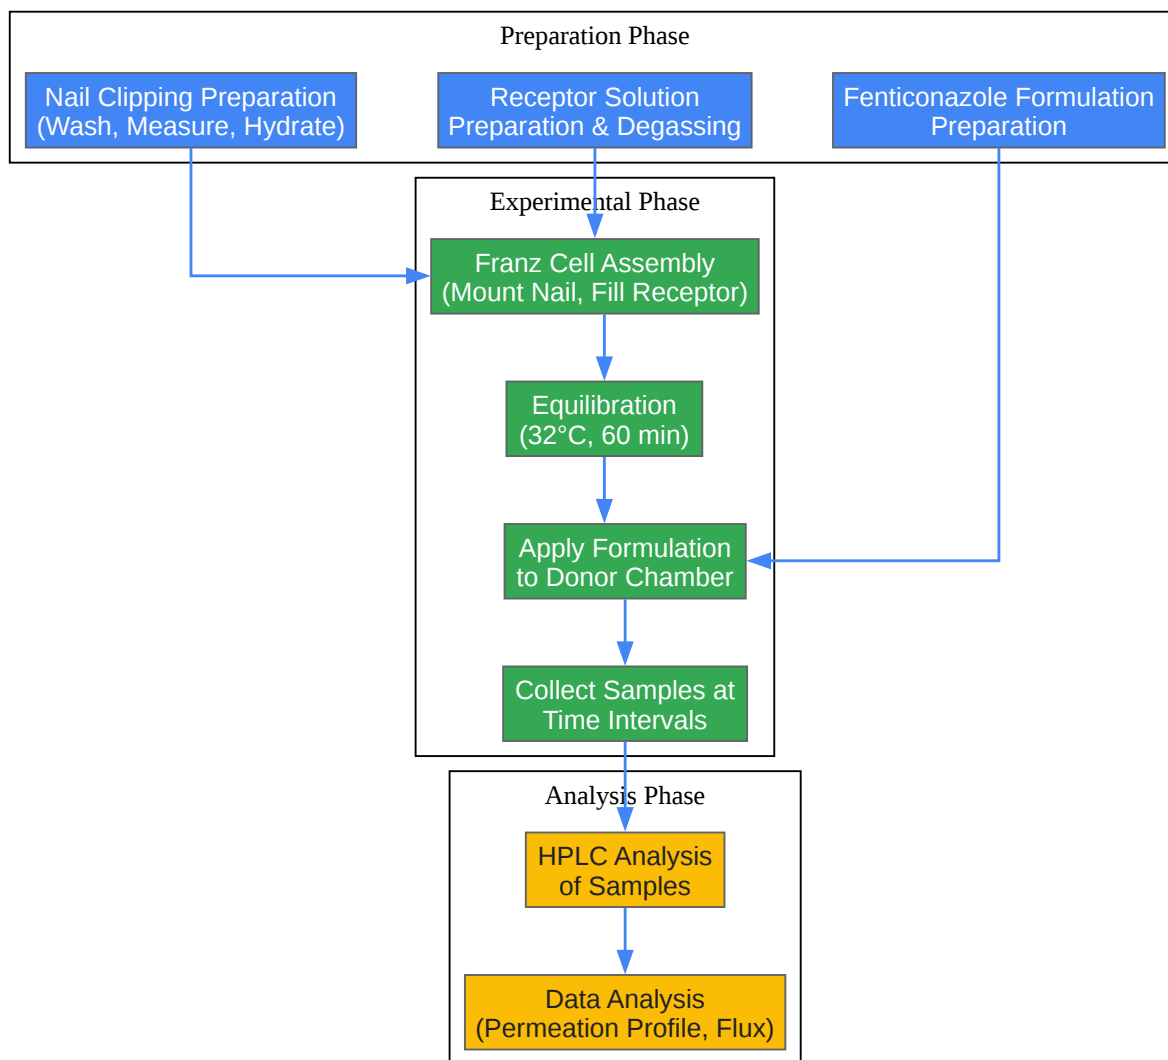 Preparation Phase
Nail Clipping Preparation
(Wash, Measure, Hydrate)
Receptor Solution
Preparation & Degassing
Fenticonazole Formulation
Preparation
Experimental Phase
Franz Cell Assembly
(Mount Nail, Fill Receptor)
Equilibration
(32°C, 60 min)
Apply Formulation
to Donor Chamber
Collect Samples at
Time Intervals
Analysis Phase
HPLC Analysis
of Samples
Data Analysis
(Permeation Profile, Flux)